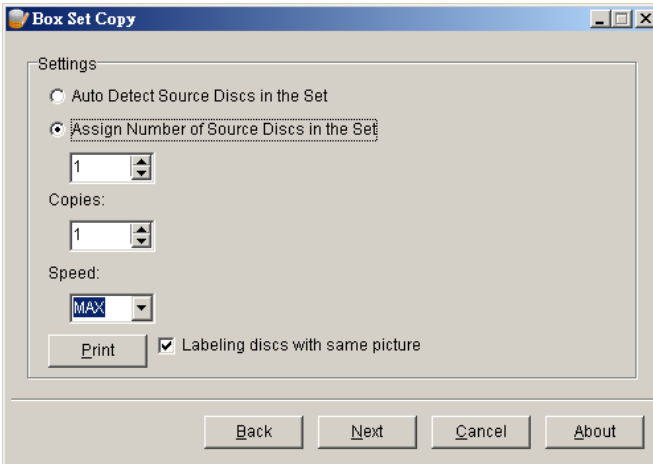 Box Set Copy
Settings
Auto Detect Source Discs in the Set
Assign Number of Source Discs in the Set
1
Copies:
1
Speed:
MAX
Print Labeling discs with same picture
Back Next Cancel About